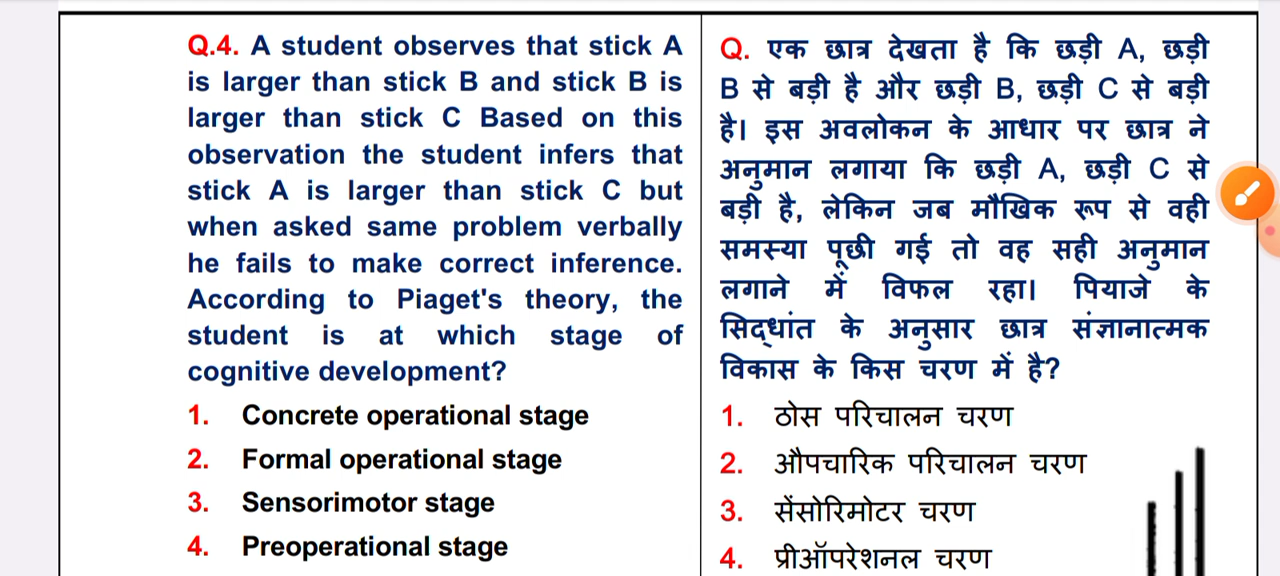 Q.4. A student observes that stick A
is larger than stick B and stick B is
larger than stick C Based on this
observation the student infers that
stick A is larger than stick C but
when asked same problem verbally
he fails to make correct inference.
According to Piaget's theory, the
student is at which stage of
cognitive development?
1. Concrete operational stage
2. Formal operational stage
3. Sensorimotor stage
4. Preoperational stage
Q. एक छात्र देखता है कि छड़ी A, छड़ी
B से बड़ी है और छड़ी B, छड़ी C से बड़ी
है। इस अवलोकन के आधार पर छात्र ने
अनुमान लगाया कि छड़ी A, छड़ी C से
बड़ी है, लेकिन जब मौखिक रूप से वही
समस्या पूछी गई तो वह सही अनुमान
लगाने में विफल रहा। पियाजे के
सिद्धांत के अनुसार छात्र संज्ञानात्मक
विकास के किस चरण में है?
1. ठोस परिचालन चरण
2. औपचारिक परिचालन चरण
3. सेंसोरिमोटर चरण
4. प्रीऑपरेशनल चरण